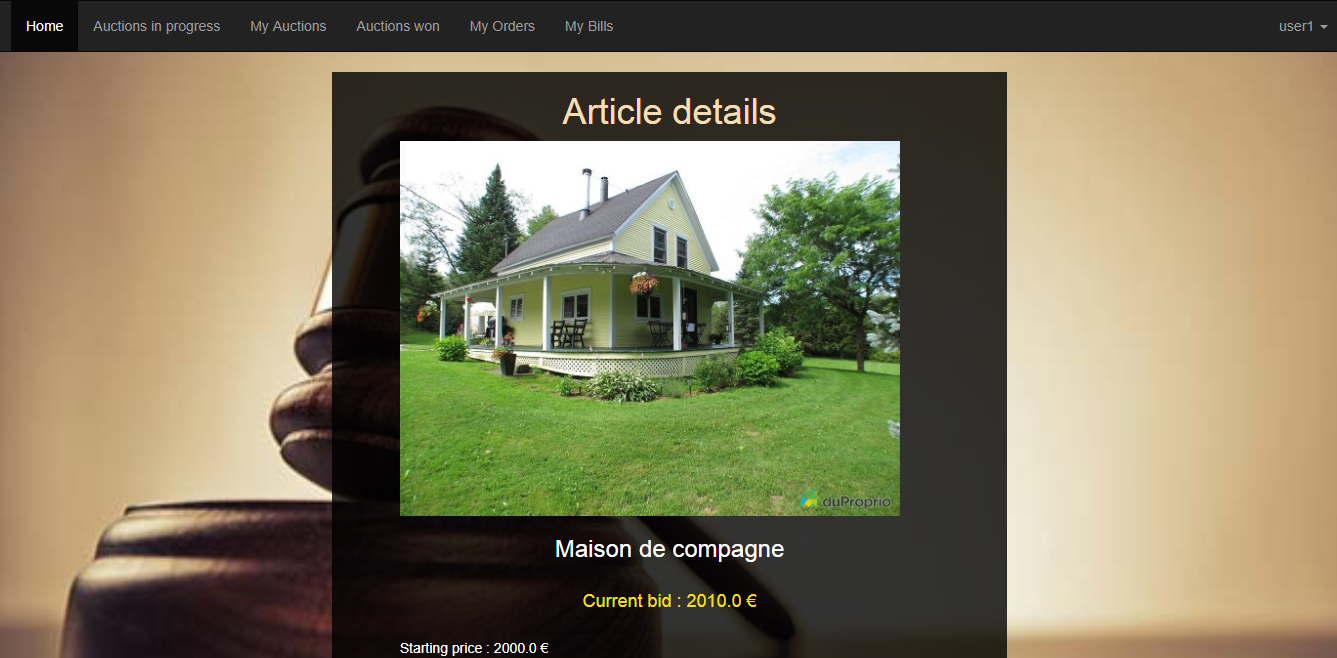 Home Auctions in progress My Auctions Auctions won My Orders My Bills user1
Article details
duProprio
Maison de compagne
Current bid : 2010.0 €
Starting price : 2000.0 €